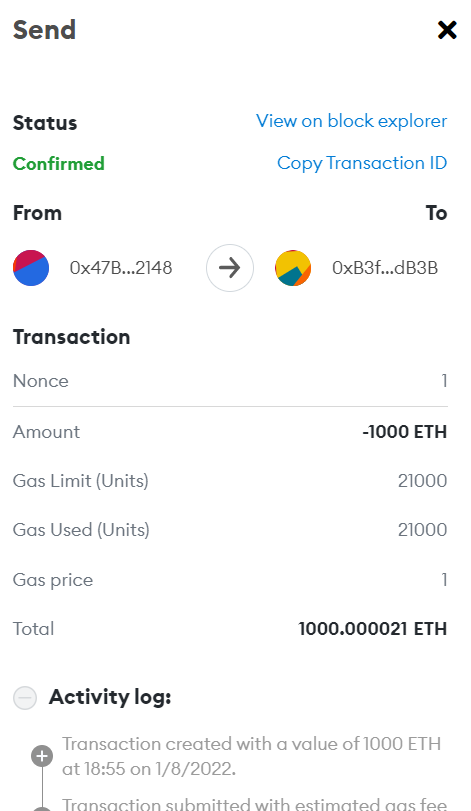 Send
Status
View on block explorer
Confirmed
Copy Transaction ID
From
To
0x47B...2148
0xB3f...dB3B
Transaction
Nonce 1
Amount -1000 ETH
Gas Limit (Units) 21000
Gas Used (Units) 21000
Gas price 1
Total 1000.000021 ETH
Activity log:
Transaction created with a value of 1000 ETH
at 18:55 on 1/8/2022.
Transaction submitted with estimated gas fee